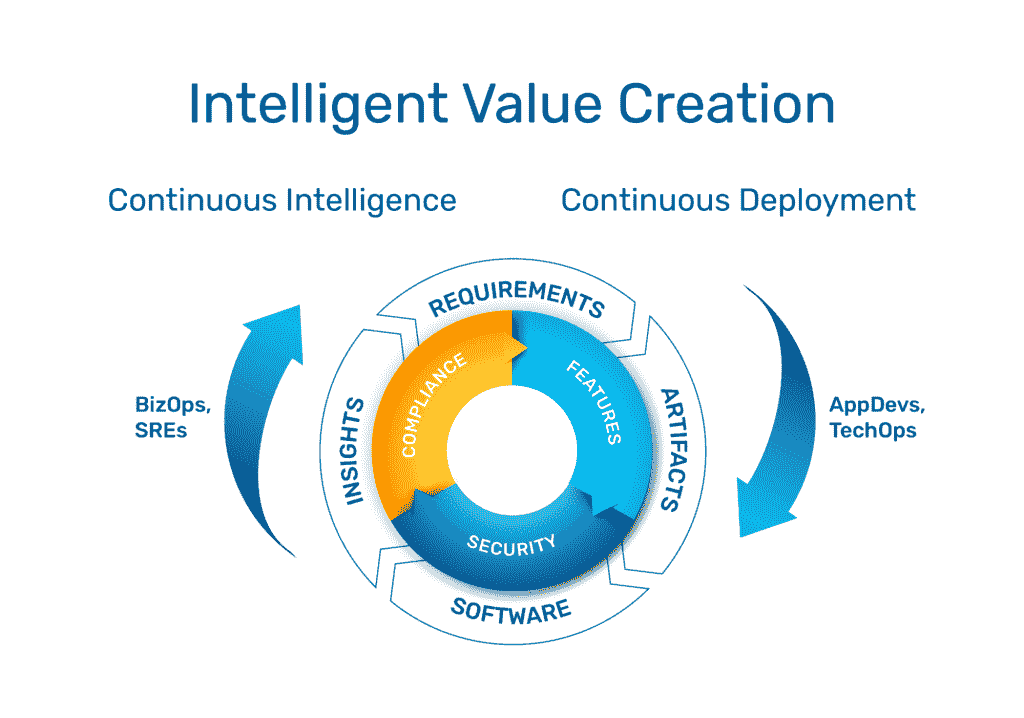 Intelligent Value Creation
Continuous Intelligence
Continuous Deployment
REQUIREMENTS
COMPLIANCE
FEATURES
INSIGHTS
ARTIFACTS
BizOps,
SREs
AppDevs,
TechOps
SECURITY
SOFTWARE